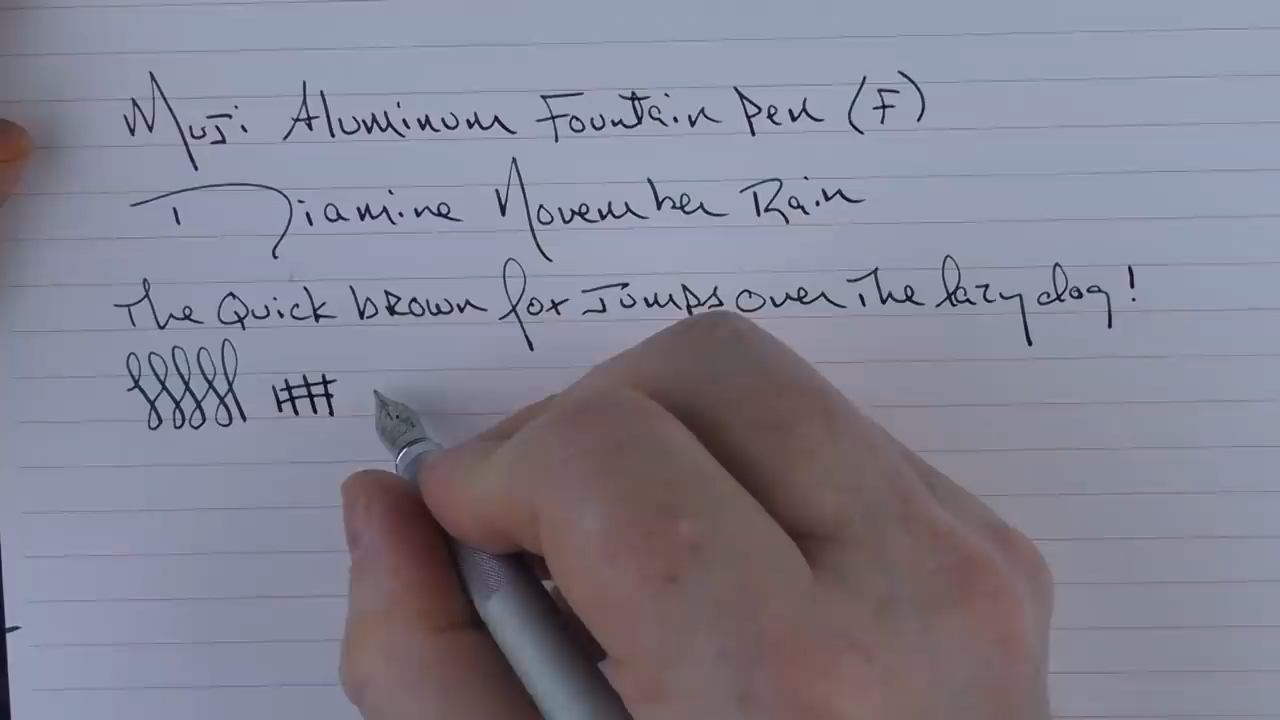 Muji Aluminum Fountain Pen (F)
Diamine November Rain
The Quick brown fox Jumps over The lazy dog!